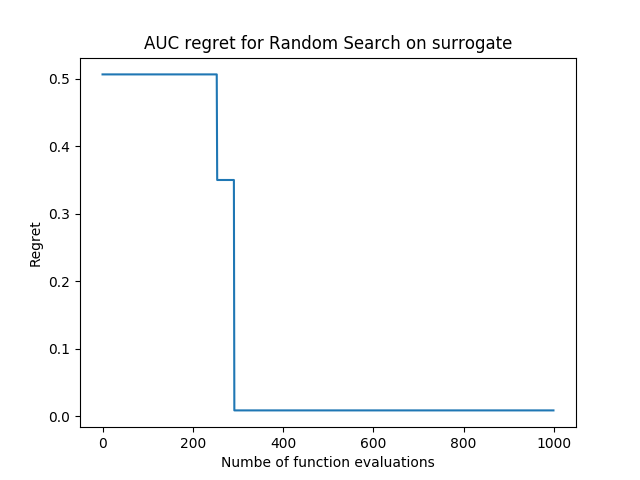 AUC regret for Random Search on surrogate
0.5
0.4
0.3
0.2
0.1
0.0
Regret
0 200 400 600 800 1000
Numbe of function evaluations